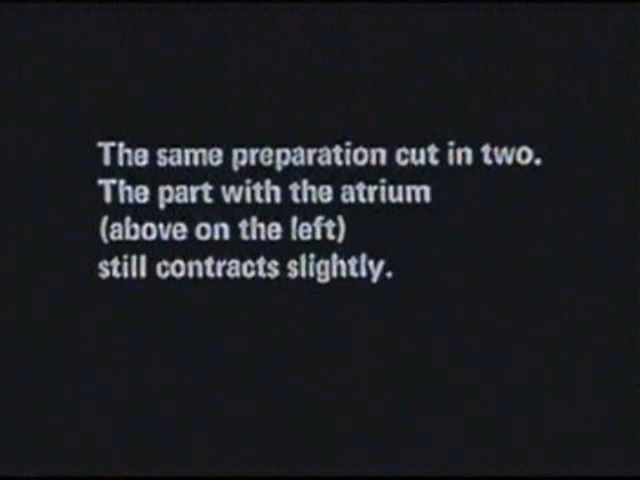 The same preparation cut in two.
The part with the atrium
(above on the left)
still contracts slightly.